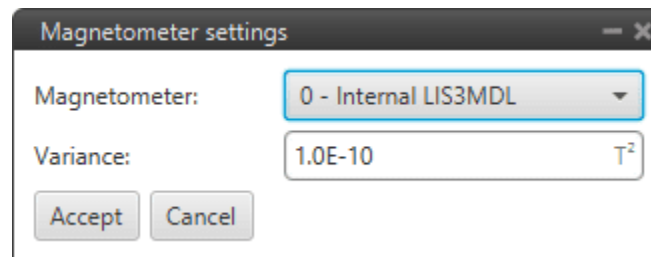 Magnetometer settings
Magnetometer: 0 - Internal LIS3MDL
Variance: 1.0E-10 T²
Accept Cancel